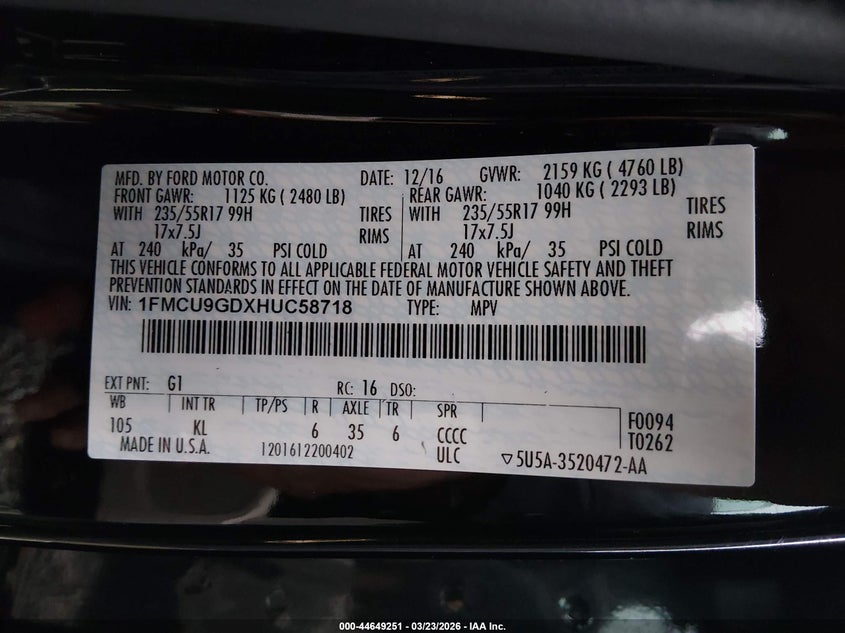 MFD. BY FORD MOTOR CO. DATE: 12/16 GVWR: 2159 KG ( 4760 LB)
FRONT GAWR: 1125 KG ( 2480 LB) REAR GAWR: 1040 KG ( 2293 LB)
WITH 235/55R17 99H TIRES WITH 235/55R17 99H TIRES
17x7.5J RIMS 17x7.5J RIMS
AT 240 kPa/ 35 PSI COLD AT 240 kPa/ 35 PSI COLD
THIS VEHICLE CONFORMS TO ALL APPLICABLE FEDERAL MOTOR VEHICLE SAFETY AND THEFT
PREVENTION STANDARDS IN EFFECT ON THE DATE OF MANUFACTURE SHOWN ABOVE.
VIN: 1FMCU9GDXHUC58718 TYPE: MPV
EXT PNT: G1 RC: 16 DSO:
WB INT TR TP/PS R AXLE TR SPR
105 KL 6 35 6 CCCC F0094
MADE IN U.S.A. 1201612200402 ULC T0262
▽5U5A-3520472-AA
000-44649251 - 03/23/2026 - IAA Inc.